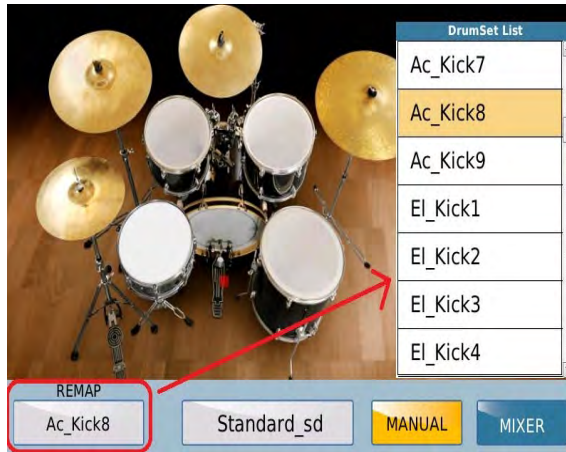 DrumSet List
Ac_Kick7
Ac_Kick8
Ac_Kick9
El_Kick1
El_Kick2
El_Kick3
El_Kick4
REMAP
Ac_Kick8
Standard_sd
MANUAL
MIXER